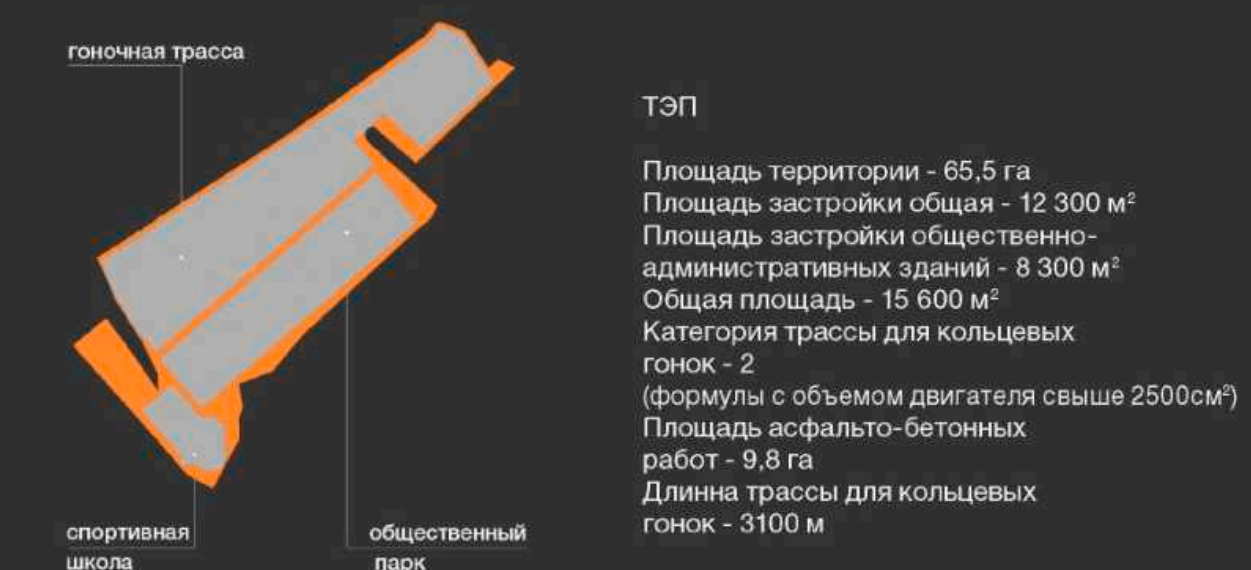 гоночная трасса
ТЭП
Площадь территории - 65,5 га
Площадь застройки общая - 12 300 м²
Площадь застройки общественно-
административных зданий - 8 300 м²
Общая площадь - 15 600 м²
Категория трассы для кольцевых
гонок - 2
(формулы с объемом двигателя свыше 2500см²)
Площадь асфальто-бетонных
работ - 9,8 га
Длинна трассы для кольцевых
гонок - 3100 м
спортивная
школа
общественный
парк